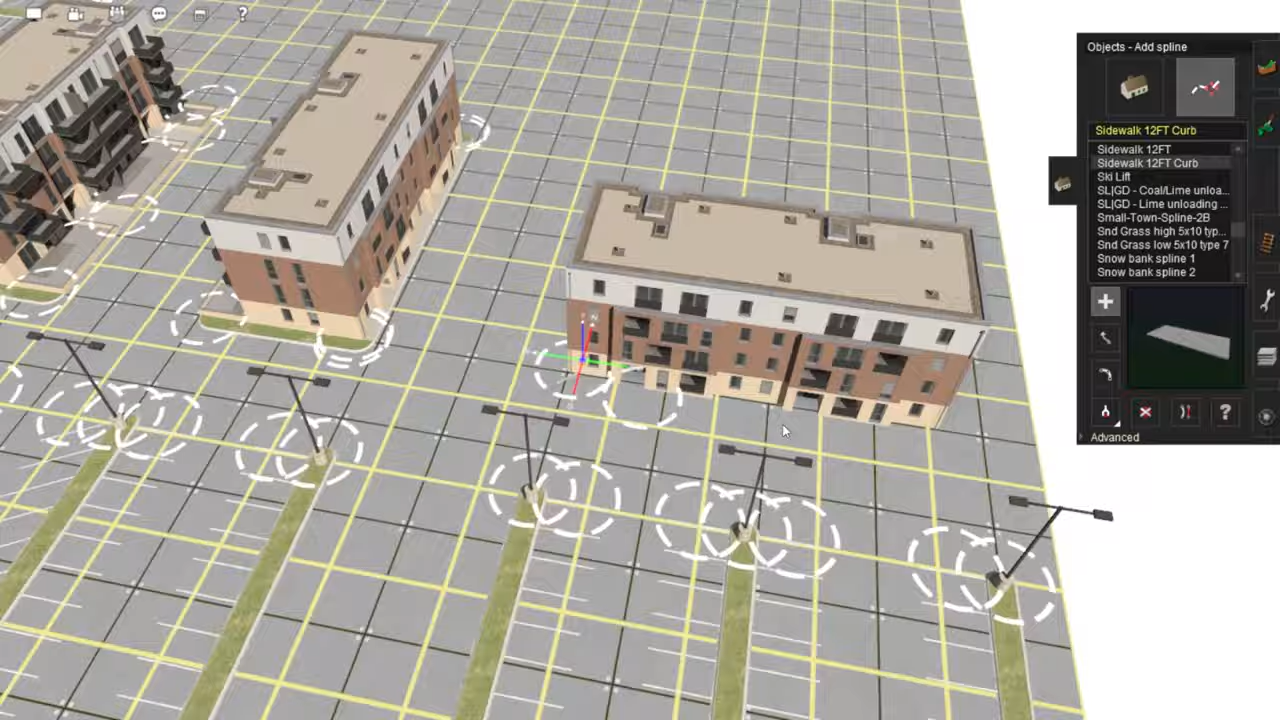 ?
Objects - Add spline
Sidewalk 12FT Curb
Sidewalk 12FT
Sidewalk 12FT Curb
Ski Lift
SL|GD - Coal/Lime unloa...
SL|GD - Lime unloading ...
Small-Town-Spline-2B
Snd Grass high 5x10 typ...
Snd Grass low 5x10 type 7
Snow bank spline 1
Snow bank spline 2
?
Advanced